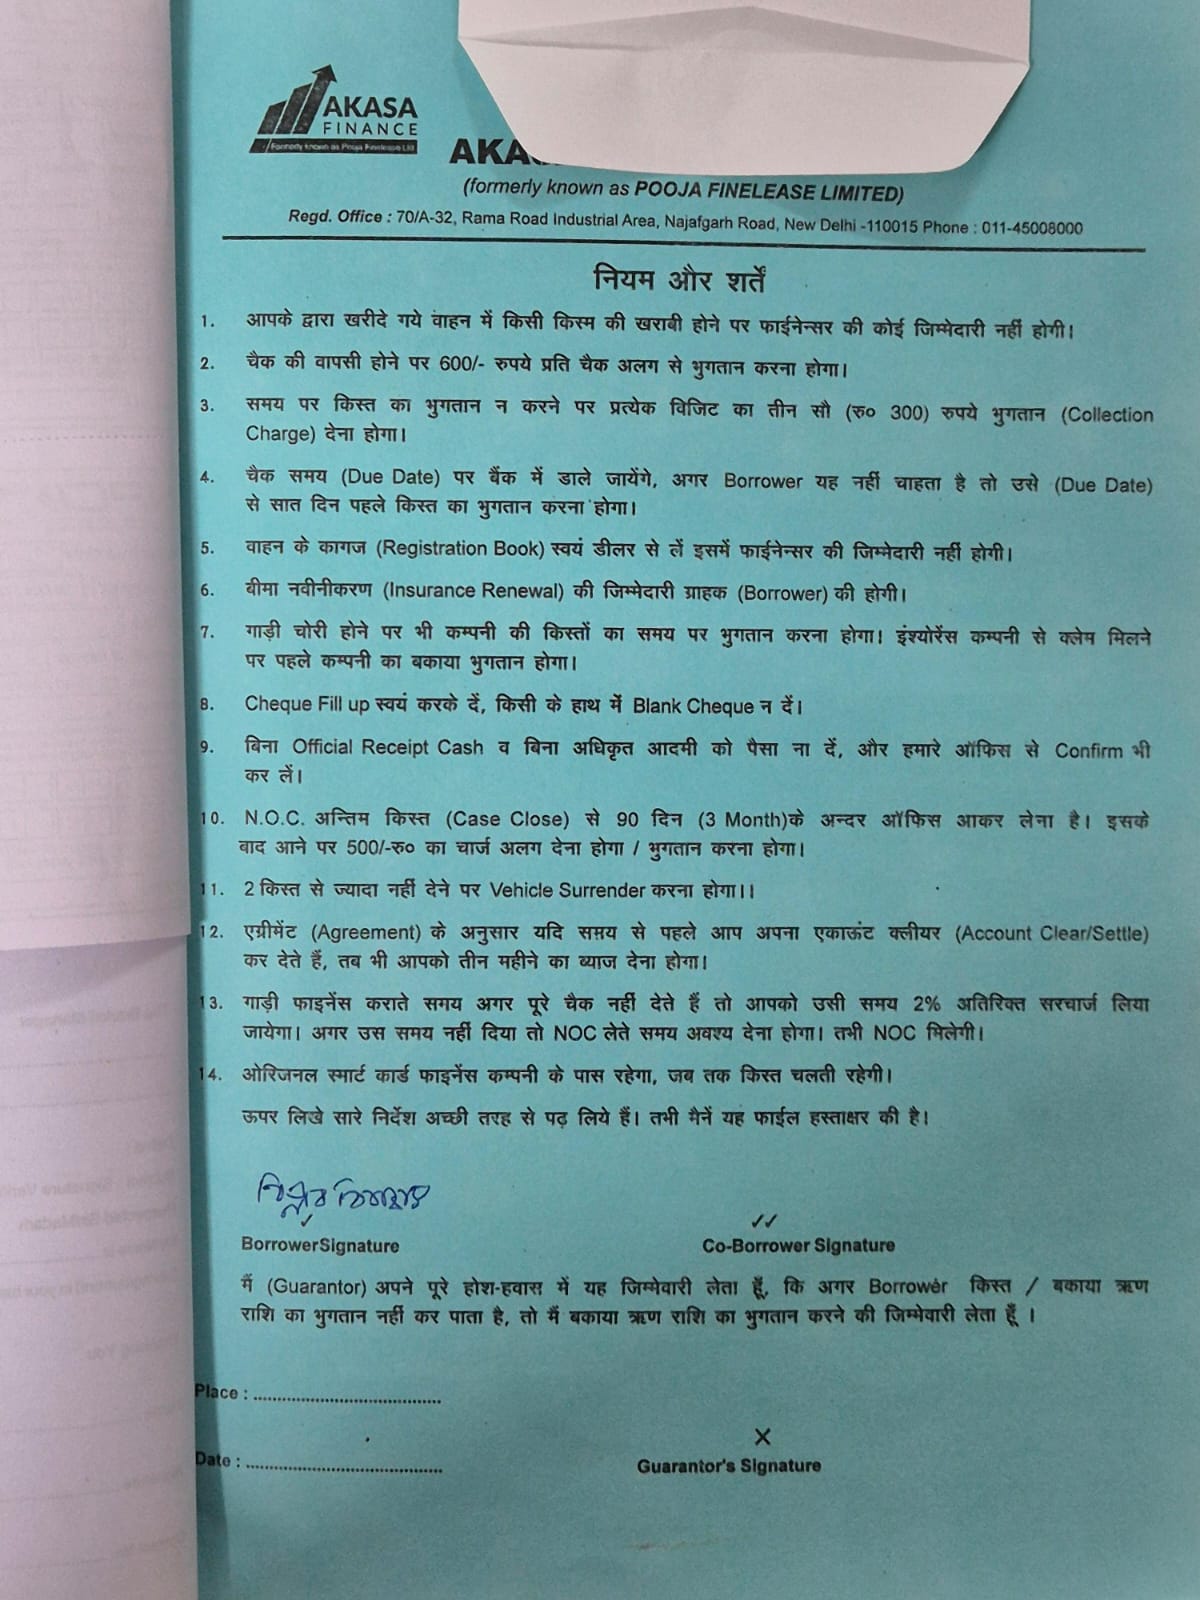 AKASA
FINANCE
Formerly known as Pooja Finelease Ltd
(formerly known as POOJA FINELEASE LIMITED)
Regd. Office : 70/A-32, Rama Road Industrial Area, Najafgarh Road, New Delhi -110015 Phone : 011-45008000
नियम और शर्तें
1. आपके द्वारा खरीदे गये वाहन में किसी किस्म की खराबी होने पर फाईनेन्सर की कोई जिम्मेदारी नहीं होगी।
2. चैक की वापसी होने पर 600/- रुपये प्रति चैक अलग से भुगतान करना होगा।
3. समय पर किस्त का भुगतान न करने पर प्रत्येक विजिट का तीन सौ (रु० 300) रुपये भुगतान (Collection
Charge) देना होगा।
4. चैक समय (Due Date) पर बैंक में डाले जायेंगे, अगर Borrower यह नहीं चाहता है तो उसे (Due Date)
से सात दिन पहले किस्त का भुगतान करना होगा।
5. वाहन के कागज (Registration Book) स्वयं डीलर से लें इसमें फाईनेन्सर की जिम्मेदारी नहीं होगी।
6. बीमा नवीनीकरण (Insurance Renewal) की जिम्मेदारी ग्राहक (Borrower) की होगी।
7. गाड़ी चोरी होने पर भी कम्पनी की किस्तों का समय पर भुगतान करना होगा। इंश्योरेंस कम्पनी से क्लेम मिलने
पर पहले कम्पनी का बकाया भुगतान होगा।
8. Cheque Fill up स्वयं करके दें, किसी के हाथ में Blank Cheque न दें।
9. बिना Official Receipt Cash व बिना अधिकृत आदमी को पैसा ना दें, और हमारे ऑफिस से Confirm भी
कर लें।
10. N.O.C. अन्तिम किस्त (Case Close) से 90 दिन (3 Month)के अन्दर ऑफिस आकर लेना है। इसके
बाद आने पर 500/-रु० का चार्ज अलग देना होगा / भुगतान करना होगा।
11. 2 किस्त से ज्यादा नहीं देने पर Vehicle Surrender करना होगा।।
12. एग्रीमेंट (Agreement) के अनुसार यदि समय से पहले आप अपना एकाऊंट क्लीयर (Account Clear/Settle)
कर देते हैं, तब भी आपको तीन महीने का ब्याज देना होगा।
13. गाड़ी फाइनेंस कराते समय अगर पूरे चैक नहीं देते हैं तो आपको उसी समय 2% अतिरिक्त सरचार्ज लिया
जायेगा। अगर उस समय नहीं दिया तो NOC लेते समय अवश्य देना होगा। तभी NOC मिलेगी।
14. ओरिजनल स्मार्ट कार्ड फाइनेंस कम्पनी के पास रहेगा, जब तक किस्त चलती रहेगी।
ऊपर लिखे सारे निर्देश अच्छी तरह से पढ़ लिये हैं। तभी मैनें यह फाईल हस्ताक्षर की है।
BorrowerSignature
Co-Borrower Signature
मैं (Guarantor) अपने पूरे होश-हवास में यह जिम्मेवारी लेता हूँ, कि अगर Borrower किस्त / बकाया ऋण
राशि का भुगतान नहीं कर पाता है, तो मैं बकाया ऋण राशि का भुगतान करने की जिम्मेवारी लेता हूँ ।
Place : ........................................
Date : ..........................................
X
Guarantor's Signature